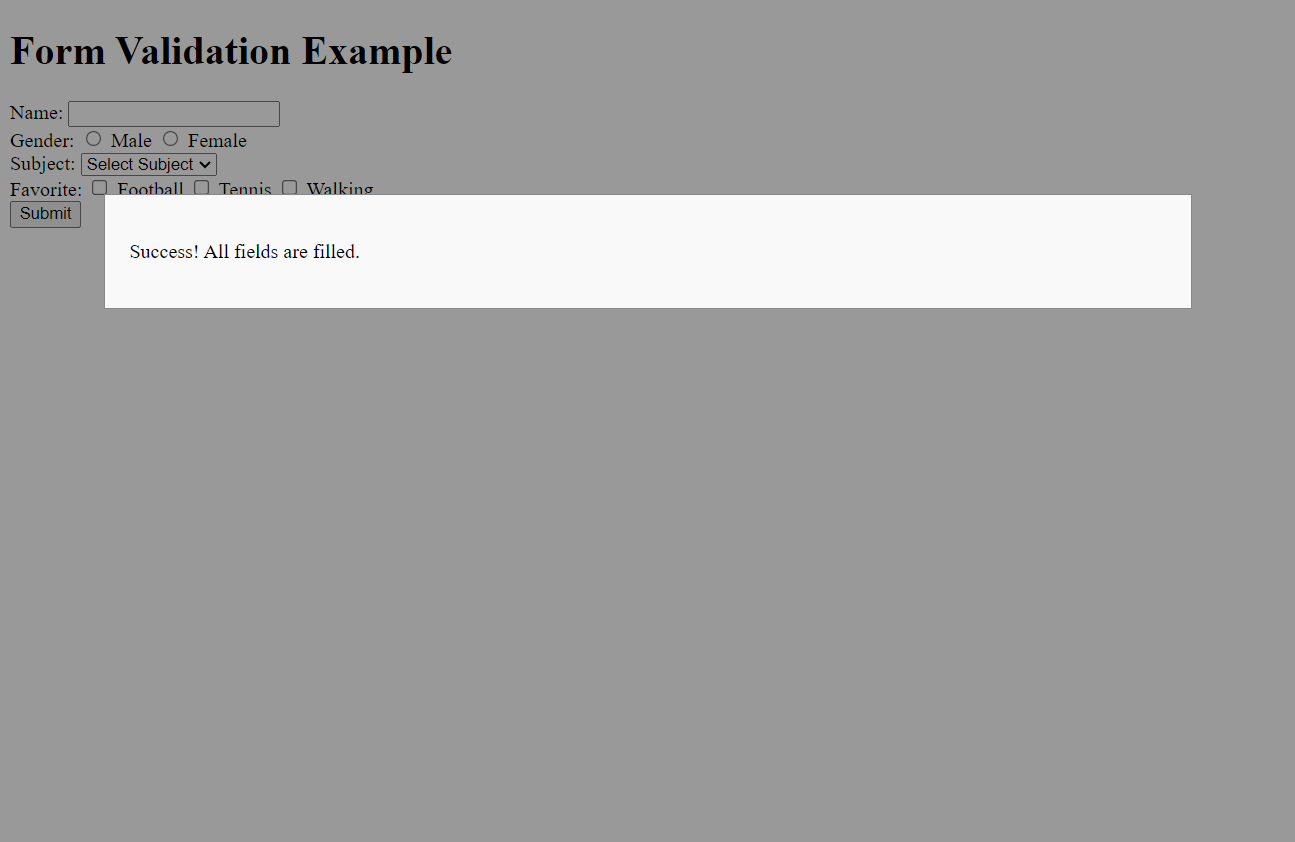 Form Validation Example
Name:
Gender: Male Female
Subject: Select Subject
Favorite: Football Tennis Walking
Submit
Success! All fields are filled.